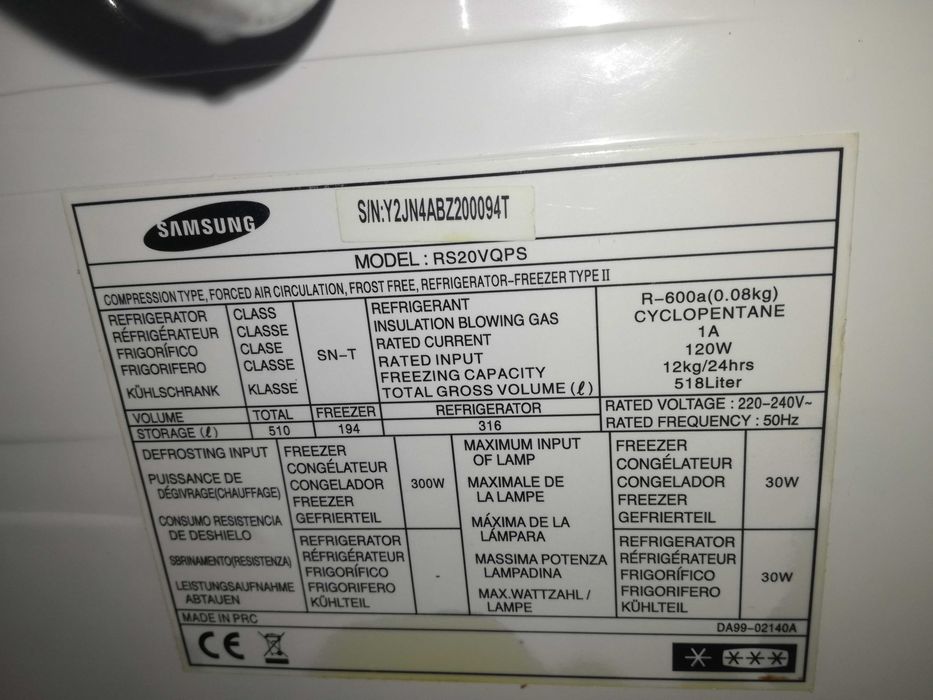 SAMSUNG
S/N:Y2JN4ABZ200094T
MODEL : RS20VQPS
COMPRESSION TYPE, FORCED AIR CIRCULATION, FROST FREE, REFRIGERATOR-FREEZER TYPE II
REFRIGERATOR
RÉFRIGÉRATEUR
FRIGORÍFICO
FRIGORIFERO
KÜHLSCHRANK
CLASS
CLASSE
CLASE
CLASSE
KLASSE
SN-T
REFRIGERANT
INSULATION BLOWING GAS
RATED CURRENT
RATED INPUT
FREEZING CAPACITY
TOTAL GROSS VOLUME (ℓ)
R-600a(0.08kg)
CYCLOPENTANE
1A
120W
12kg/24hrs
518Liter
VOLUME TOTAL FREEZER REFRIGERATOR
STORAGE (ℓ) 510 194 316
RATED VOLTAGE : 220-240V~
RATED FREQUENCY : 50Hz
DEFROSTING INPUT
PUISSANCE DE
DÉGIVRAGE(CHAUFFAGE)
CONSUMO RESISTENCIA
DE DESHIELO
SBRINAMENTO(RESISTENZA)
LEISTUNGSAUFNAHME
ABTAUEN
FREEZER
CONGÉLATEUR
CONGELADOR
FREEZER
GEFRIERTEIL
300W
REFRIGERATOR
RÉFRIGÉRATEUR
FRIGORÍFICO
FRIGORIFERO
KÜHLTEIL
-
MAXIMUM INPUT
OF LAMP
MAXIMALE DE
LA LAMPE
MÁXIMA DE LA
LÁMPARA
MASSIMA POTENZA
LAMPADINA
MAX.WATTZAHL /
LAMPE
FREEZER
CONGÉLATEUR
CONGELADOR
FREEZER
GEFRIERTEIL
30W
REFRIGERATOR
RÉFRIGÉRATEUR
FRIGORÍFICO
FRIGORIFERO
KÜHLTEIL
30W
MADE IN PRC
DA99-02140A
CE